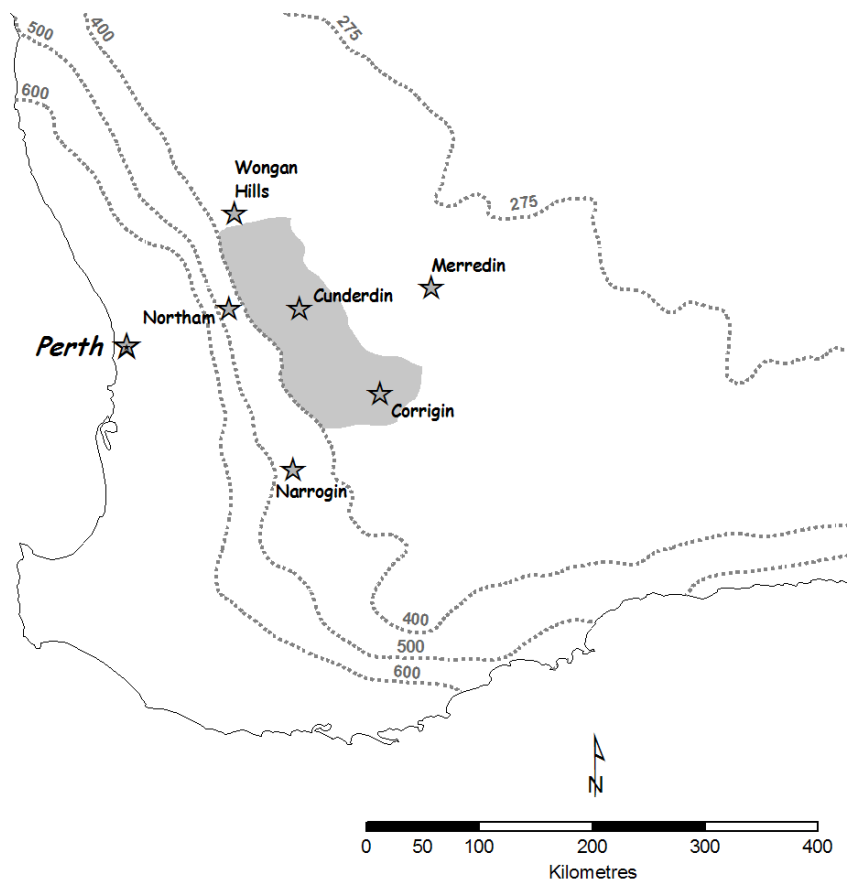 500
400
275
600
Wongan
Hills
275
Merredin
Cunderdin
Northam
Perth
Corrigin
Narrogin
400
500
600
N
0 50 100 200 300 400
Kilometres